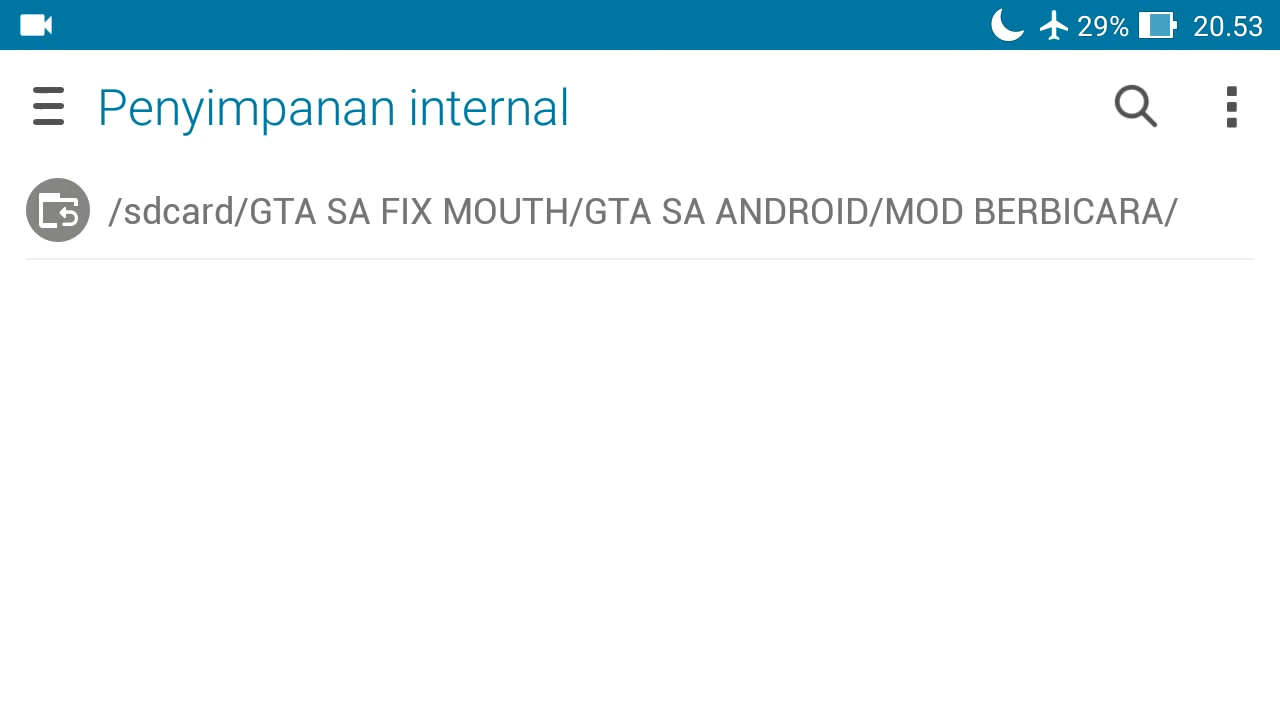 29% 20.53
Penyimpanan internal
/sdcard/GTA SA FIX MOUTH/GTA SA ANDROID/MOD BERBICARA/